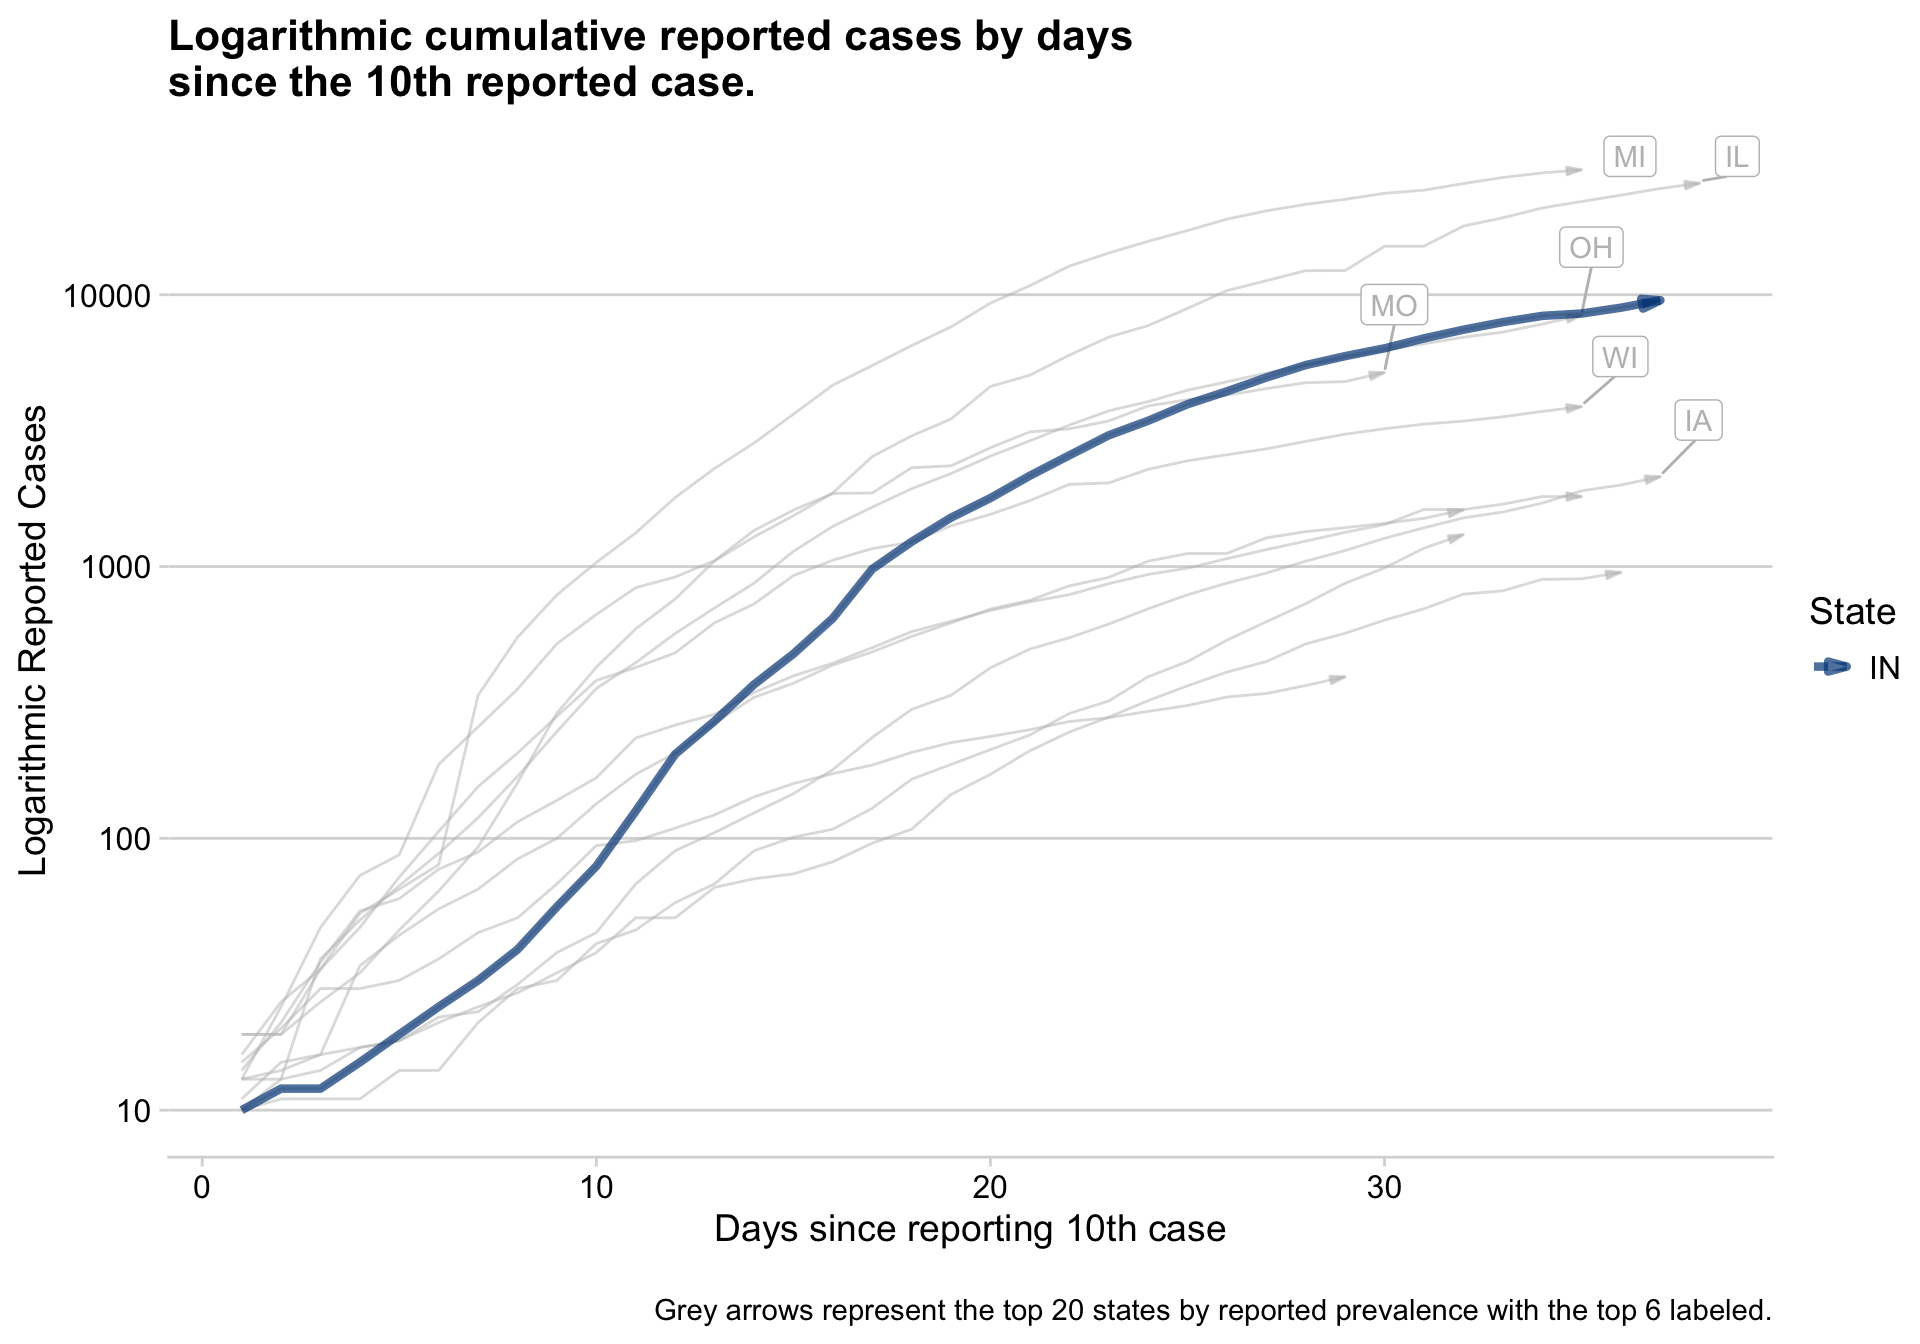 Logarithmic cumulative reported cases by days
since the 10th reported case.
MI
IL
OH
MO
WI
IA
10000
1000
100
10
Logarithmic Reported Cases
State
IN
0
10
20
30
Days since reporting 10th case
Grey arrows represent the top 20 states by reported prevalence with the top 6 labeled.